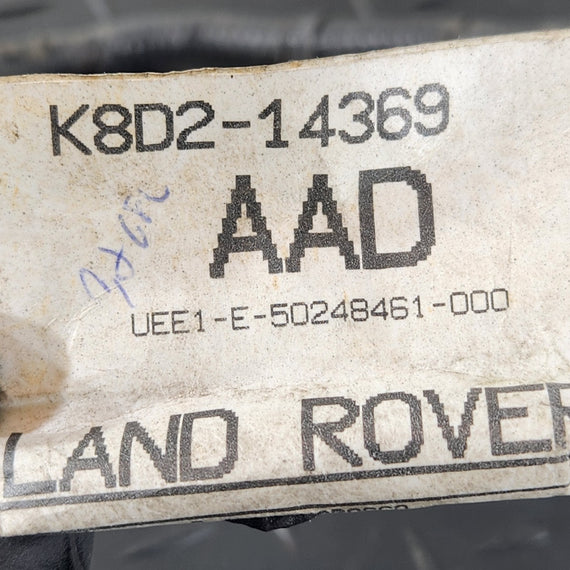 K8D2-14369
AAD
UEE1-E-50248461-000
LAND ROVER